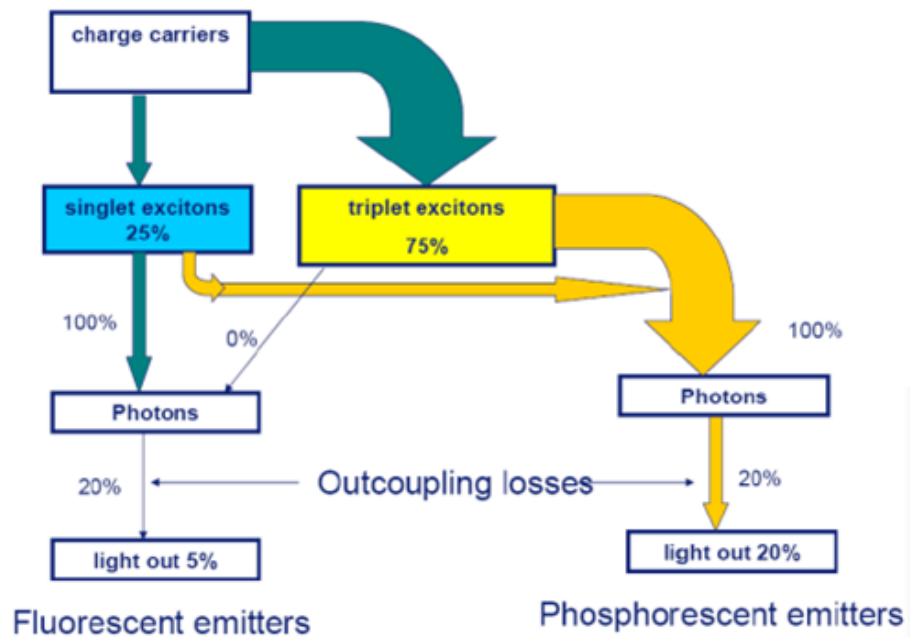 charge carriers
singlet excitons
25%
triplet excitons
75%
100%
0%
100%
Photons
Photons
20%
Outcoupling losses
20%
light out 5%
light out 20%
Fluorescent emitters
Phosphorescent emitters